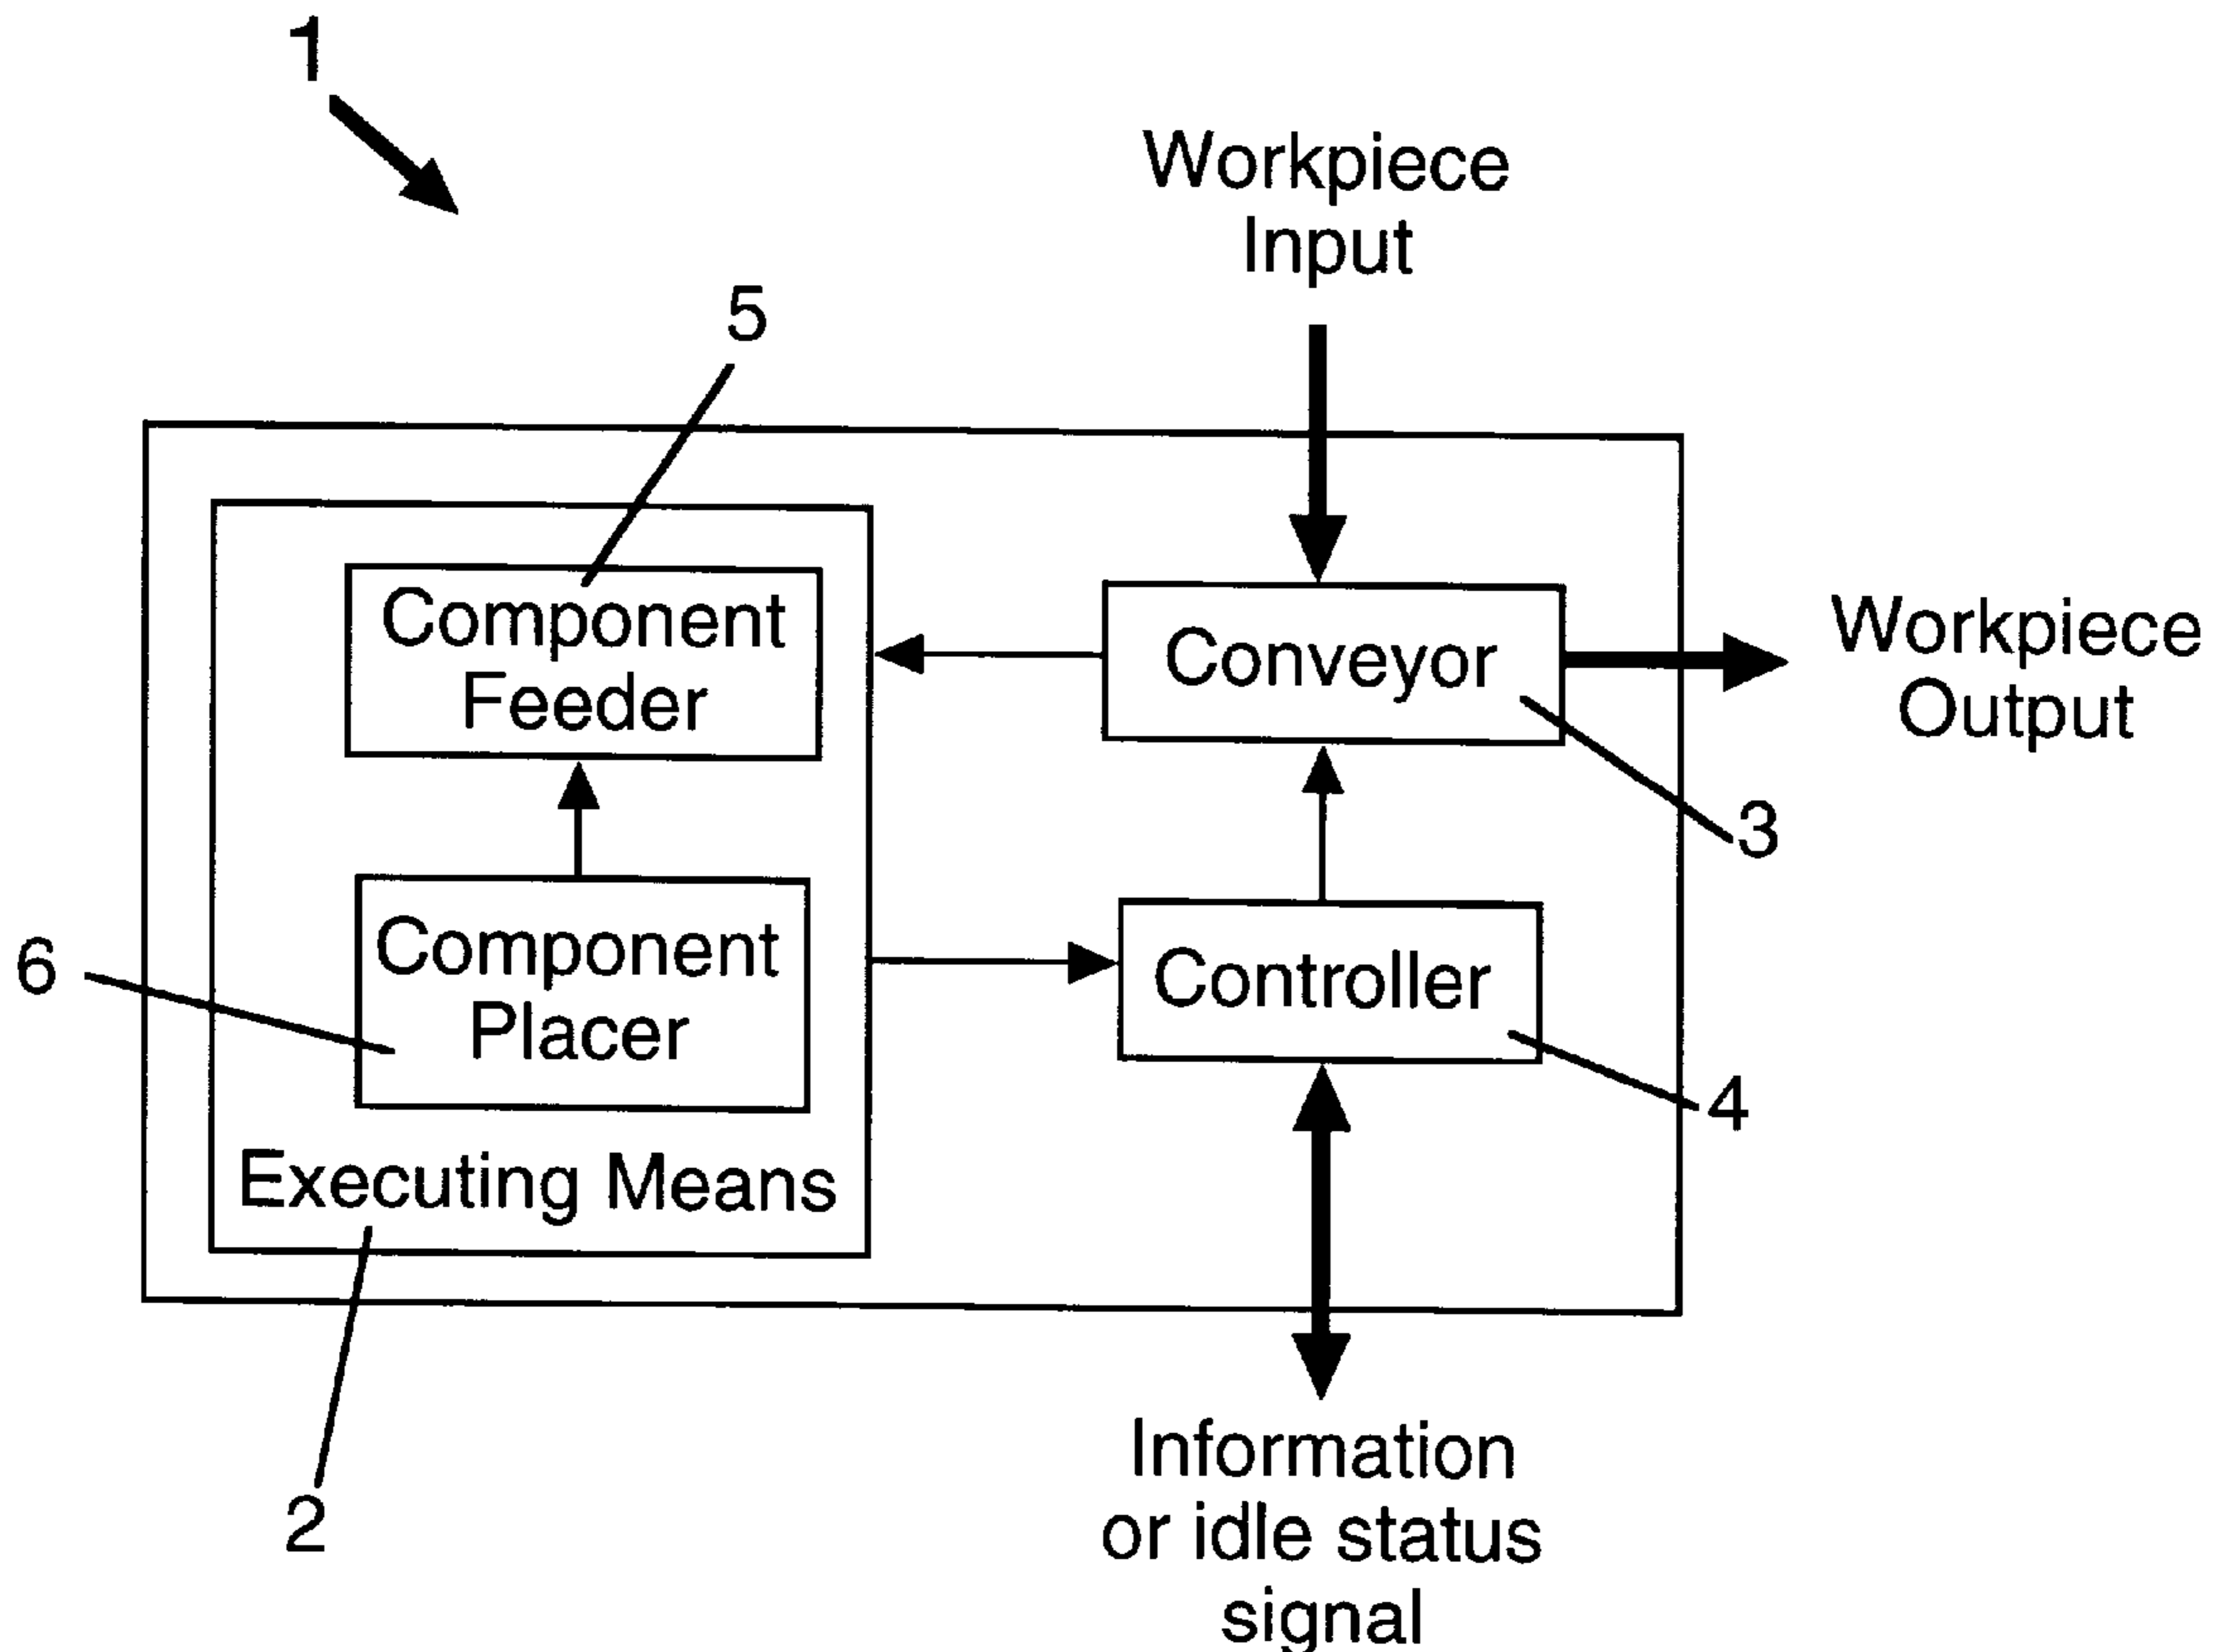 1
Workpiece
Input
5
Component
Feeder
Conveyor
Workpiece
Output
3
Component
Placer
6
Controller
4
Executing Means
2
Information
or idle status
signal